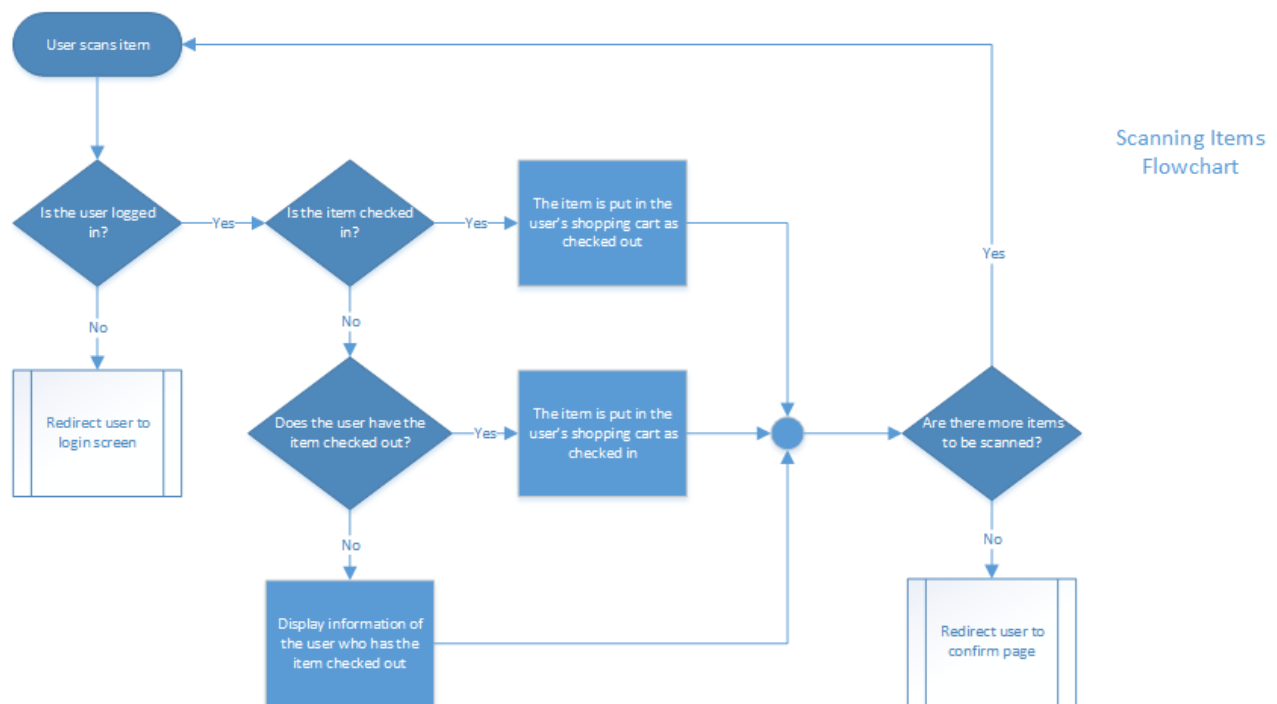 User scans item
Scanning Items
Flowchart
Is the user logged
in?
Yes
Is the item checked
in?
Yes
The item is put in the
user's shopping cart as
checked out
Yes
No
No
Redirect user to
login screen
Does the user have the
item checked out?
Yes
The item is put in the
user's shopping cart as
checked in
Are there more items
to be scanned?
No
No
Display information of
the user who has the
item checked out
Redirect user to
confirm page